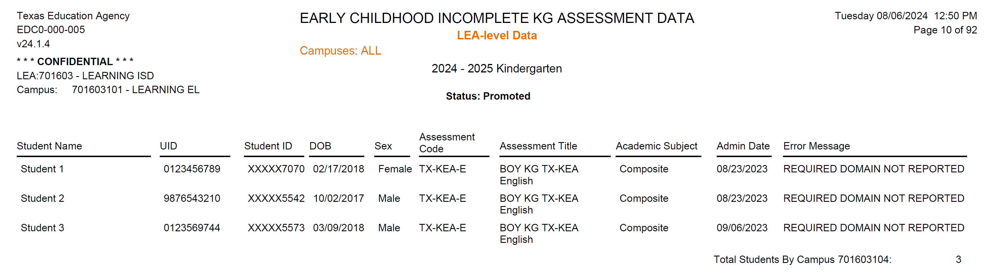 Texas Education Agency
EDC0-000-005
v24.1.4
* * * CONFIDENTIAL * * *
LEA:701603 - LEARNING ISD
Campus: 701603101 - LEARNING EL
EARLY CHILDHOOD INCOMPLETE KG ASSESSMENT DATA
LEA-level Data
Campuses: ALL
2024 - 2025 Kindergarten
Status: Promoted
Tuesday 08/06/2024 12:50 PM
Page 10 of 92
Student Name UID Student ID DOB Sex Assessment Code Assessment Title Academic Subject Admin Date Error Message
Student 1 0123456789 XXXXX7070 02/17/2018 Female TX-KEA-E BOY KG TX-KEA Composite 08/23/2023 REQUIRED DOMAIN NOT REPORTED
English
Student 2 9876543210 XXXXX5542 10/02/2017 Male TX-KEA-E BOY KG TX-KEA Composite 08/23/2023 REQUIRED DOMAIN NOT REPORTED
English
Student 3 0123569744 XXXXX5573 03/09/2018 Male TX-KEA-E BOY KG TX-KEA Composite 09/06/2023 REQUIRED DOMAIN NOT REPORTED
English
Total Students By Campus 701603104: 3